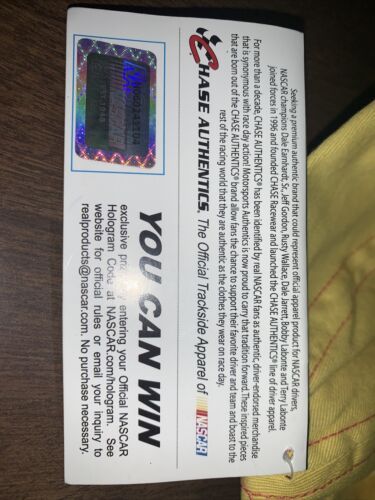 Seeking a premium authentic brand that could represent official apparel product for NASCAR drivers,
NASCAR champions Dale Earnhardt, Sr., Jeff Gordon, Rusty Wallace, Dale Jarrett, Bobby Labonte and Terry Labonte
joined forces in 1996 and founded CHASE Racewear and launched the CHASE AUTHENTICS® line of driver apparel.
For more than a decade, CHASE AUTHENTICS® has been identified by real NASCAR fans as authentic, driver-endorsed merchandise
that is synonymous with race day action! Motorsports Authentics is now proud to carry that tradition forward. These inspired pieces
that are born out of the CHASE AUTHENTICS® brand allow fans the chance to support their favorite driver and team and boast to the
rest of the racing world that they are as authentic as the clothes they wear on race day.
CHASE AUTHENTICS. The Official Trackside Apparel of NASCAR
YOU CAN WIN
exclusive by entering your Official NASCAR
Hologram Code at NASCAR.com/hologram. See
website for official rules or email your inquiry to
realproducts@nascar.com. No purchase necessary.